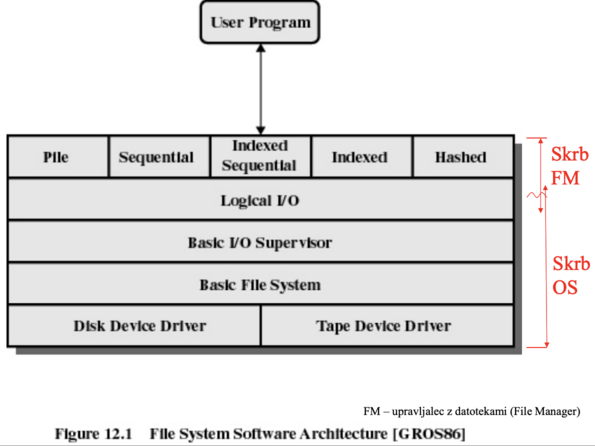 User Program
Pile
Sequential
Indexed
Sequential
Indexed
Hashed
Skrb
FM
Logical I/O
Basic I/O Supervisor
Basic File System
Skrb
OS
Disk Device Driver
Tape Device Driver
FM – upravljalec z datotekami (File Manager)
Figure 12.1 File System Software Architecture [GROS86]